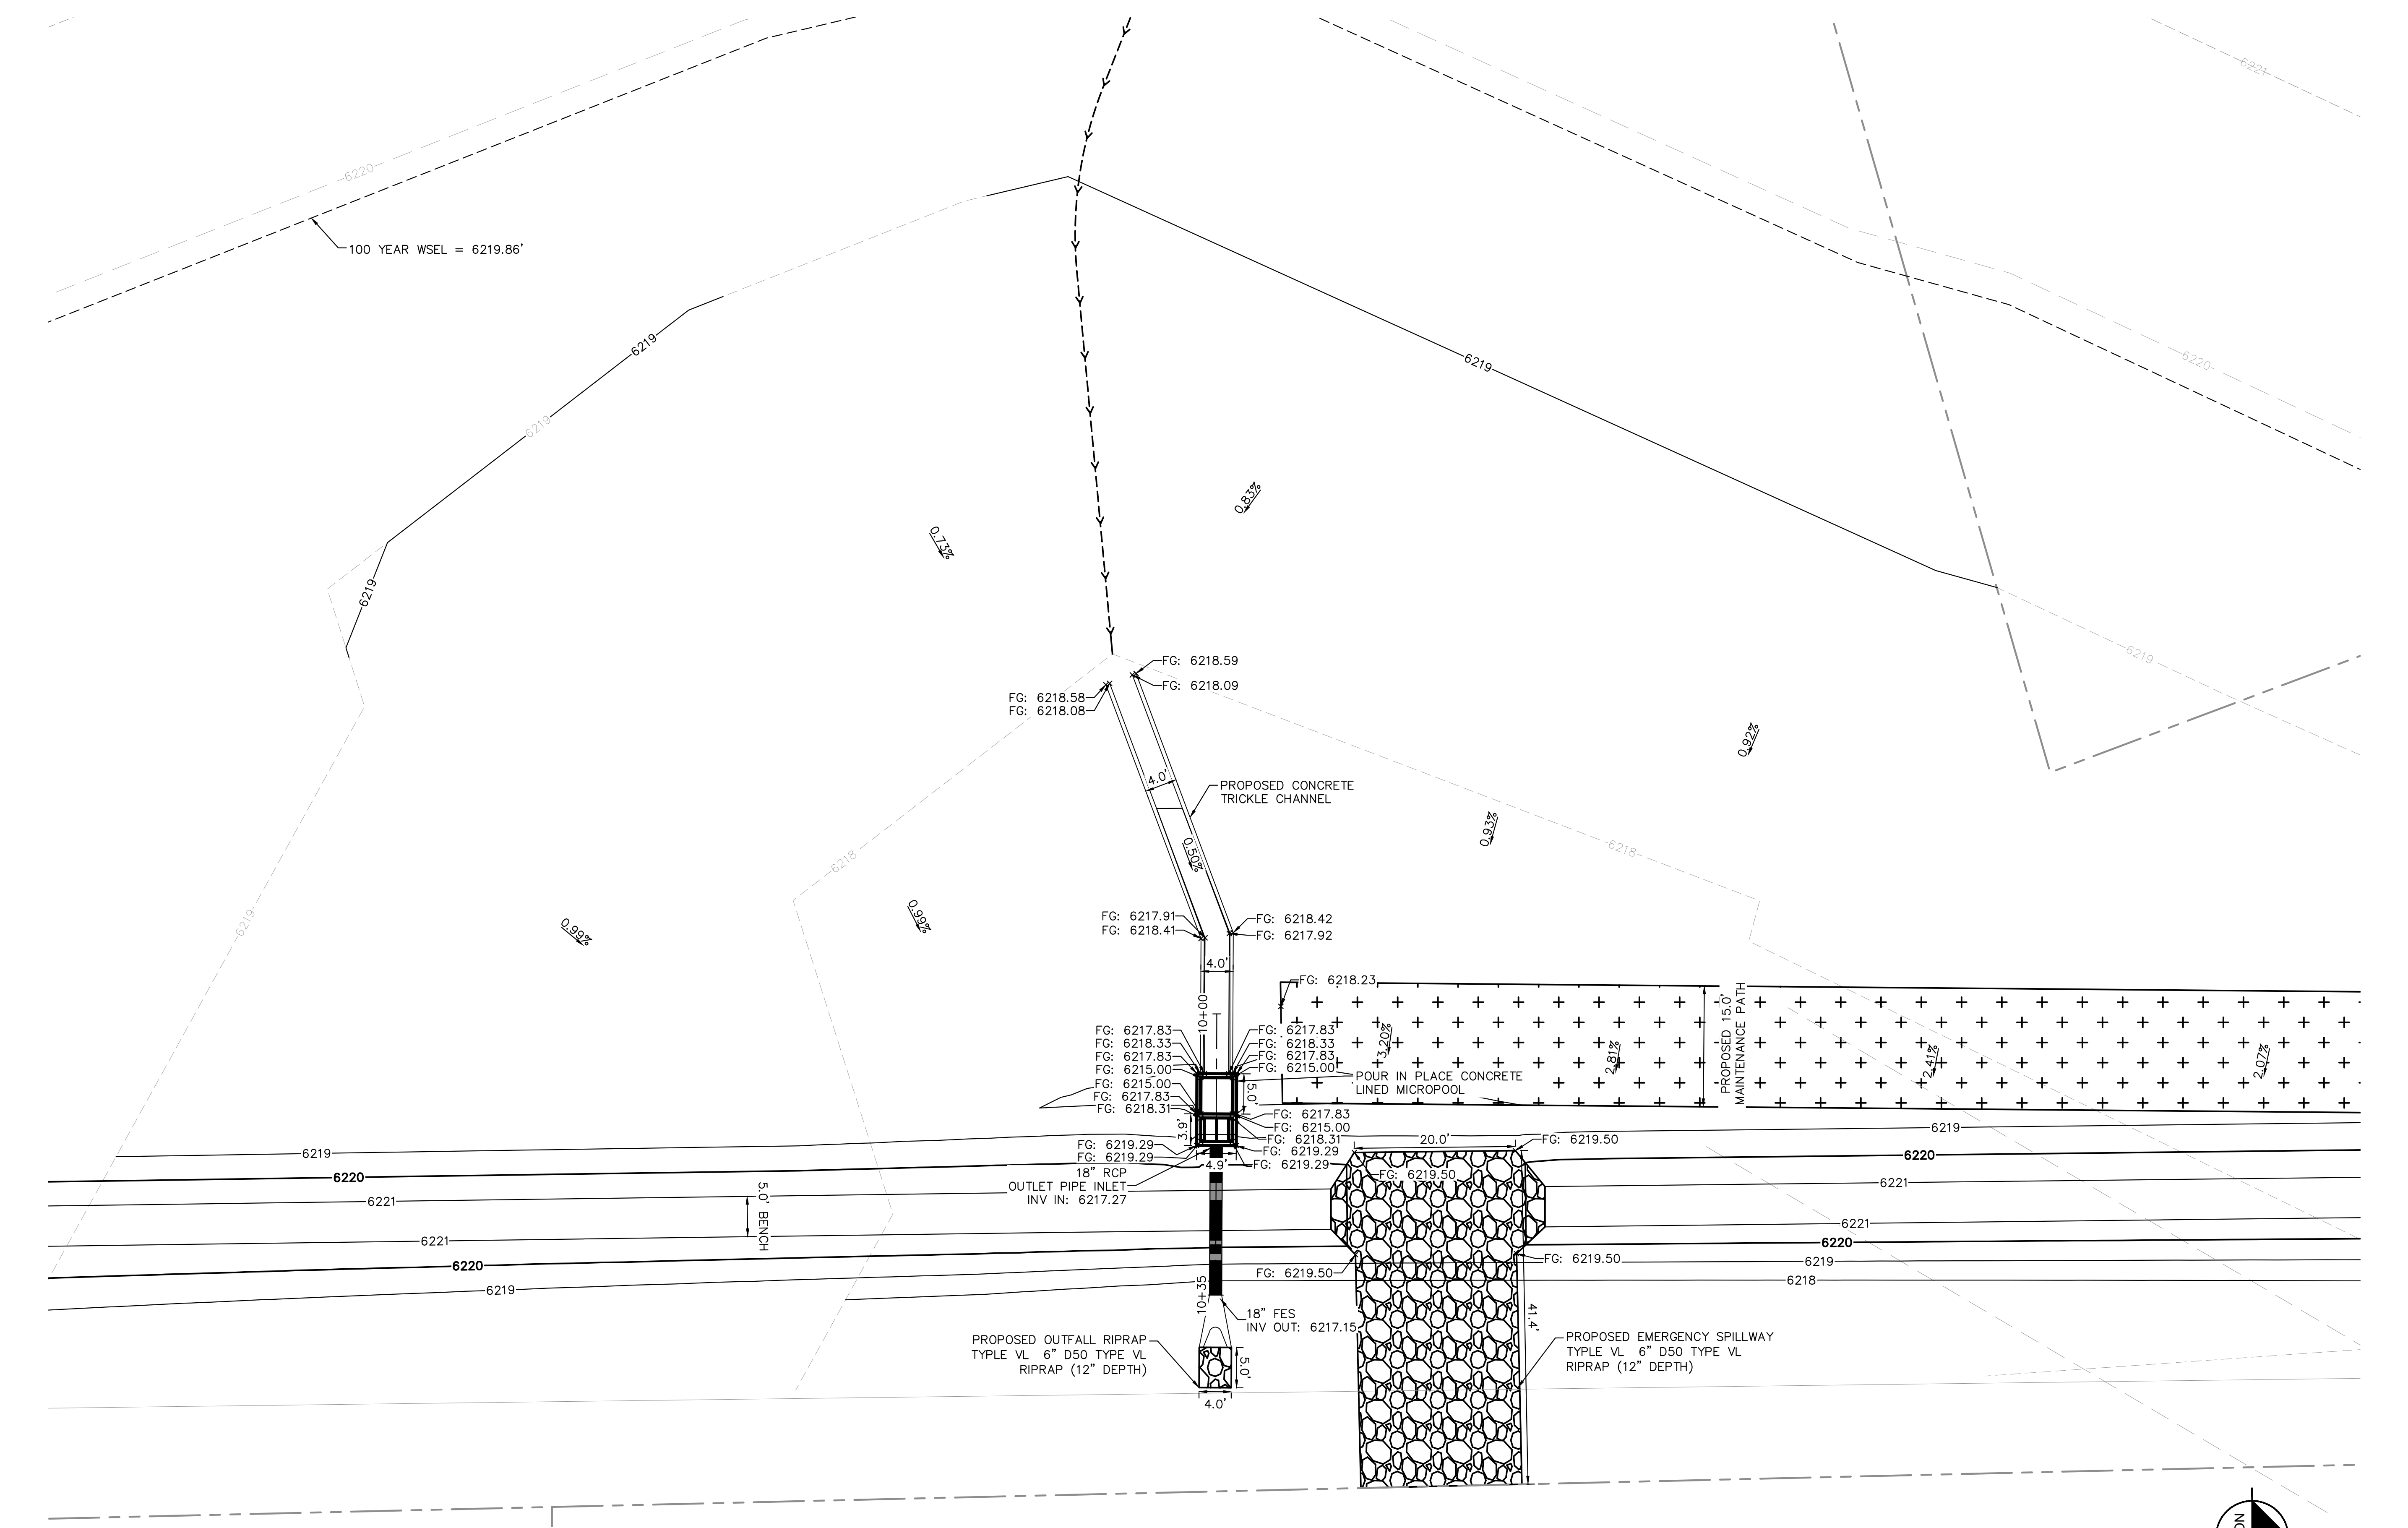 6221
6220
100 YEAR WSEL = 6219.86'
6219
6219
6220
6219
0.83%
0.73%
6219
6219
FG: 6218.59
FG: 6218.09
FG: 6218.58
FG: 6218.08
0.92%
4.0'
PROPOSED CONCRETE
TRICKLE CHANNEL
0.93%
0.50%
6218
6218
6219
0.99%
0.99%
FG: 6217.91
FG: 6218.41
FG: 6218.42
FG: 6217.92
4.0'
FG: 6218.23
10+00
PROPOSED 15.0'
MAINTENANCE PATH
3.20%
2.81%
2.41%
2.07%
FG: 6217.83
FG: 6218.33
FG: 6217.83
FG: 6215.00
FG: 6215.00
FG: 6217.83
FG: 6218.31
FG: 6217.83
FG: 6218.33
FG: 6217.83
FG: 6215.00
POUR IN PLACE CONCRETE
LINED MICROPOOL
5.0'
3.9'
FG: 6217.83
FG: 6215.00
FG: 6218.31
FG: 6219.29
FG: 6219.29
FG: 6219.29
FG: 6219.29
4.9'
20.0'
FG: 6219.50
FG: 6219.50
6219
6219
6220
6220
18" RCP
OUTLET PIPE INLET
INV IN: 6217.27
6221
6221
5.0' BENCH
6221
6221
6220
6220
FG: 6219.50
FG: 6219.50
6219
6219
6218
10+35
18" FES
INV OUT: 6217.15
41.4'
PROPOSED OUTFALL RIPRAP
TYPLE VL 6" D50 TYPE VL
RIPRAP (12" DEPTH)
5.0'
4.0'
PROPOSED EMERGENCY SPILLWAY
TYPLE VL 6" D50 TYPE VL
RIPRAP (12" DEPTH)